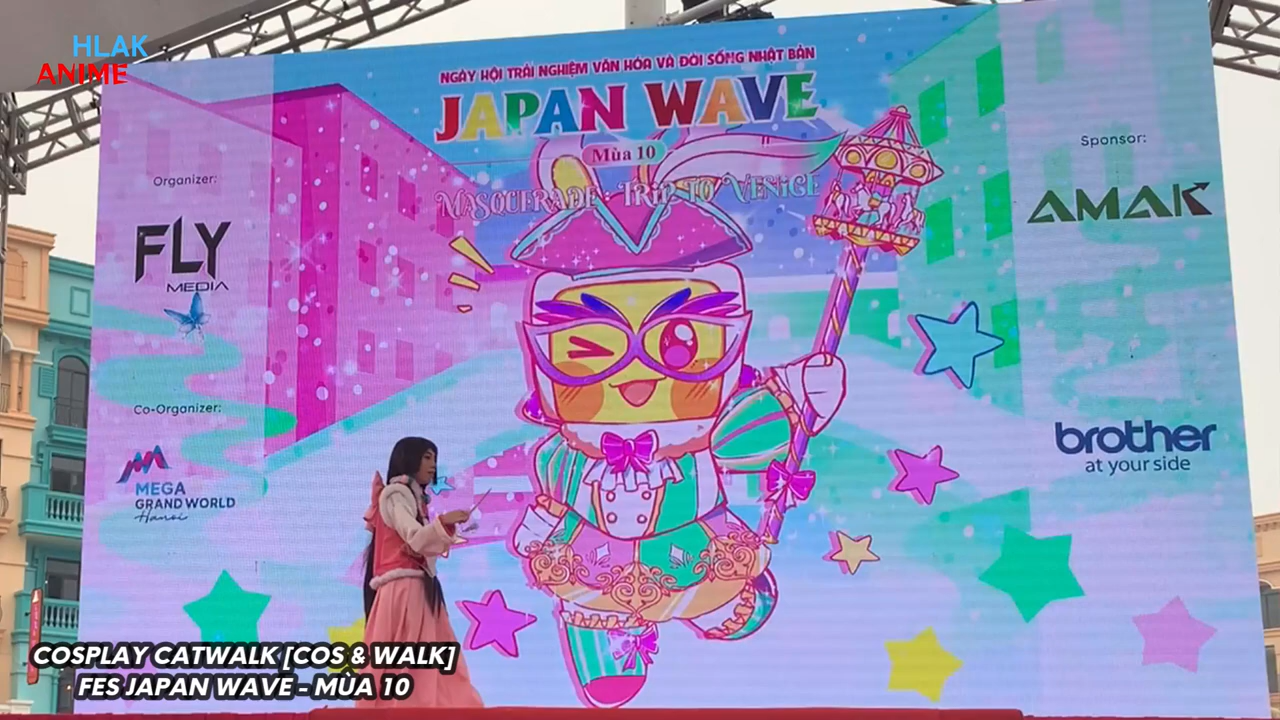 HLAK
ANIME
NGÀY HỘI TRẢI NGHIỆM VĂN HÓA VÀ ĐỜI SỐNG NHẬT BẢN
JAPAN WAVE
Mùa 10
MASQUERADE: TRIP TO VENICE
Organizer:
FLY
MEDIA
Co-Organizer:
MEGA
GRAND WORLD
Hanoi
Sponsor:
AMAK
brother
at your side
COSPLAY CATWALK [COS & WALK]
FES JAPAN WAVE - MÙA 10